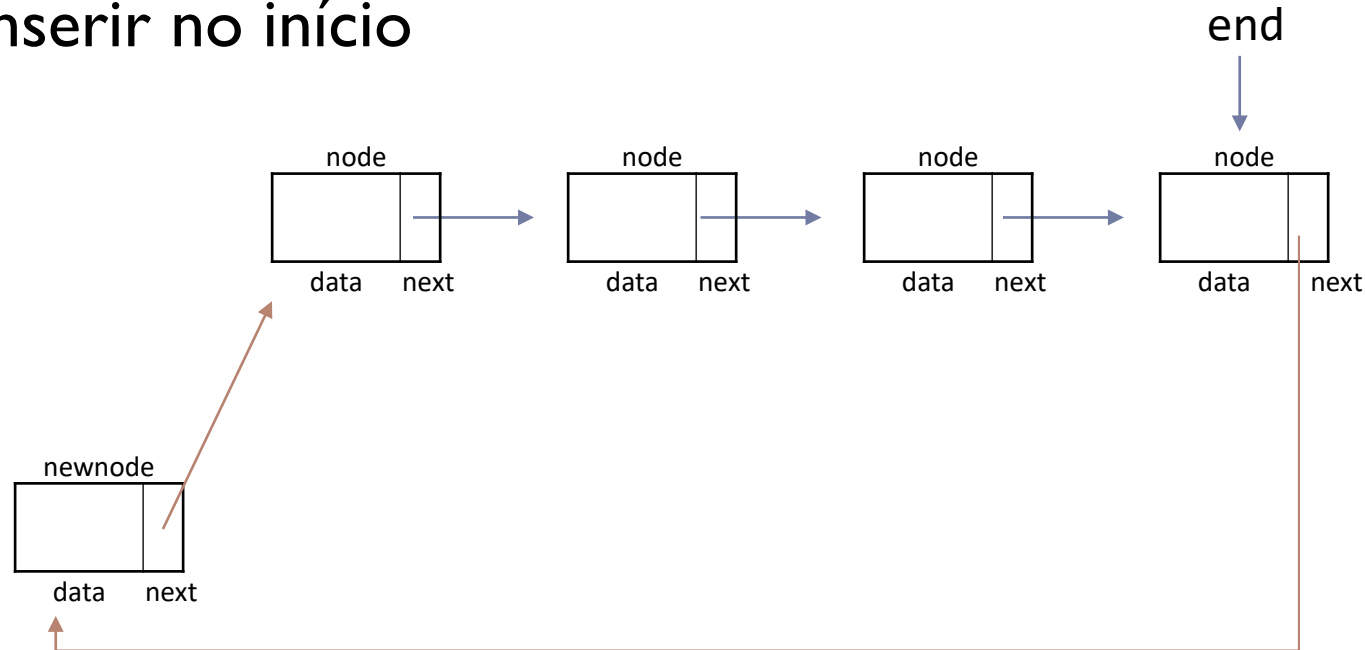 nserir no início
end
node node node node
data next data next data next data next
newnode
data next